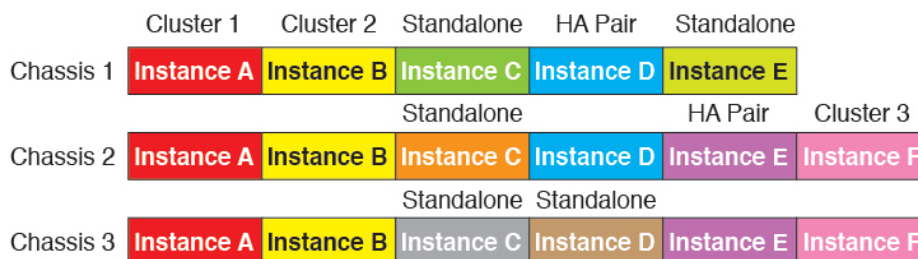 Cluster 1 Cluster 2 Standalone HA Pair Standalone
Chassis 1 Instance A Instance B Instance C Instance D Instance E
Standalone HA Pair Cluster 3
Chassis 2 Instance A Instance B Instance C Instance D Instance E Instance F
Standalone Standalone
Chassis 3 Instance A Instance B Instance C Instance D Instance E Instance F